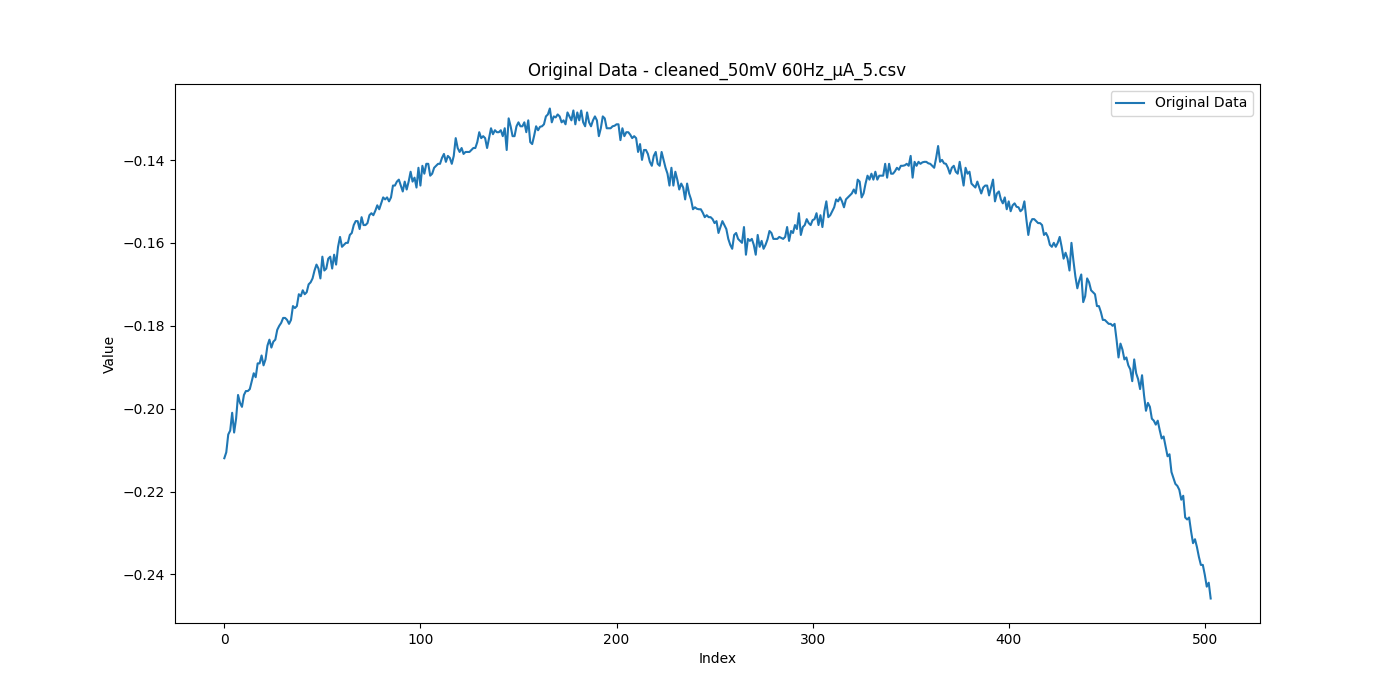 Original Data - cleaned_50mV 60Hz_μA_5.csv
Original Data
Value
−0.14
−0.16
−0.18
−0.20
−0.22
−0.24
0 100 200 300 400 500
Index